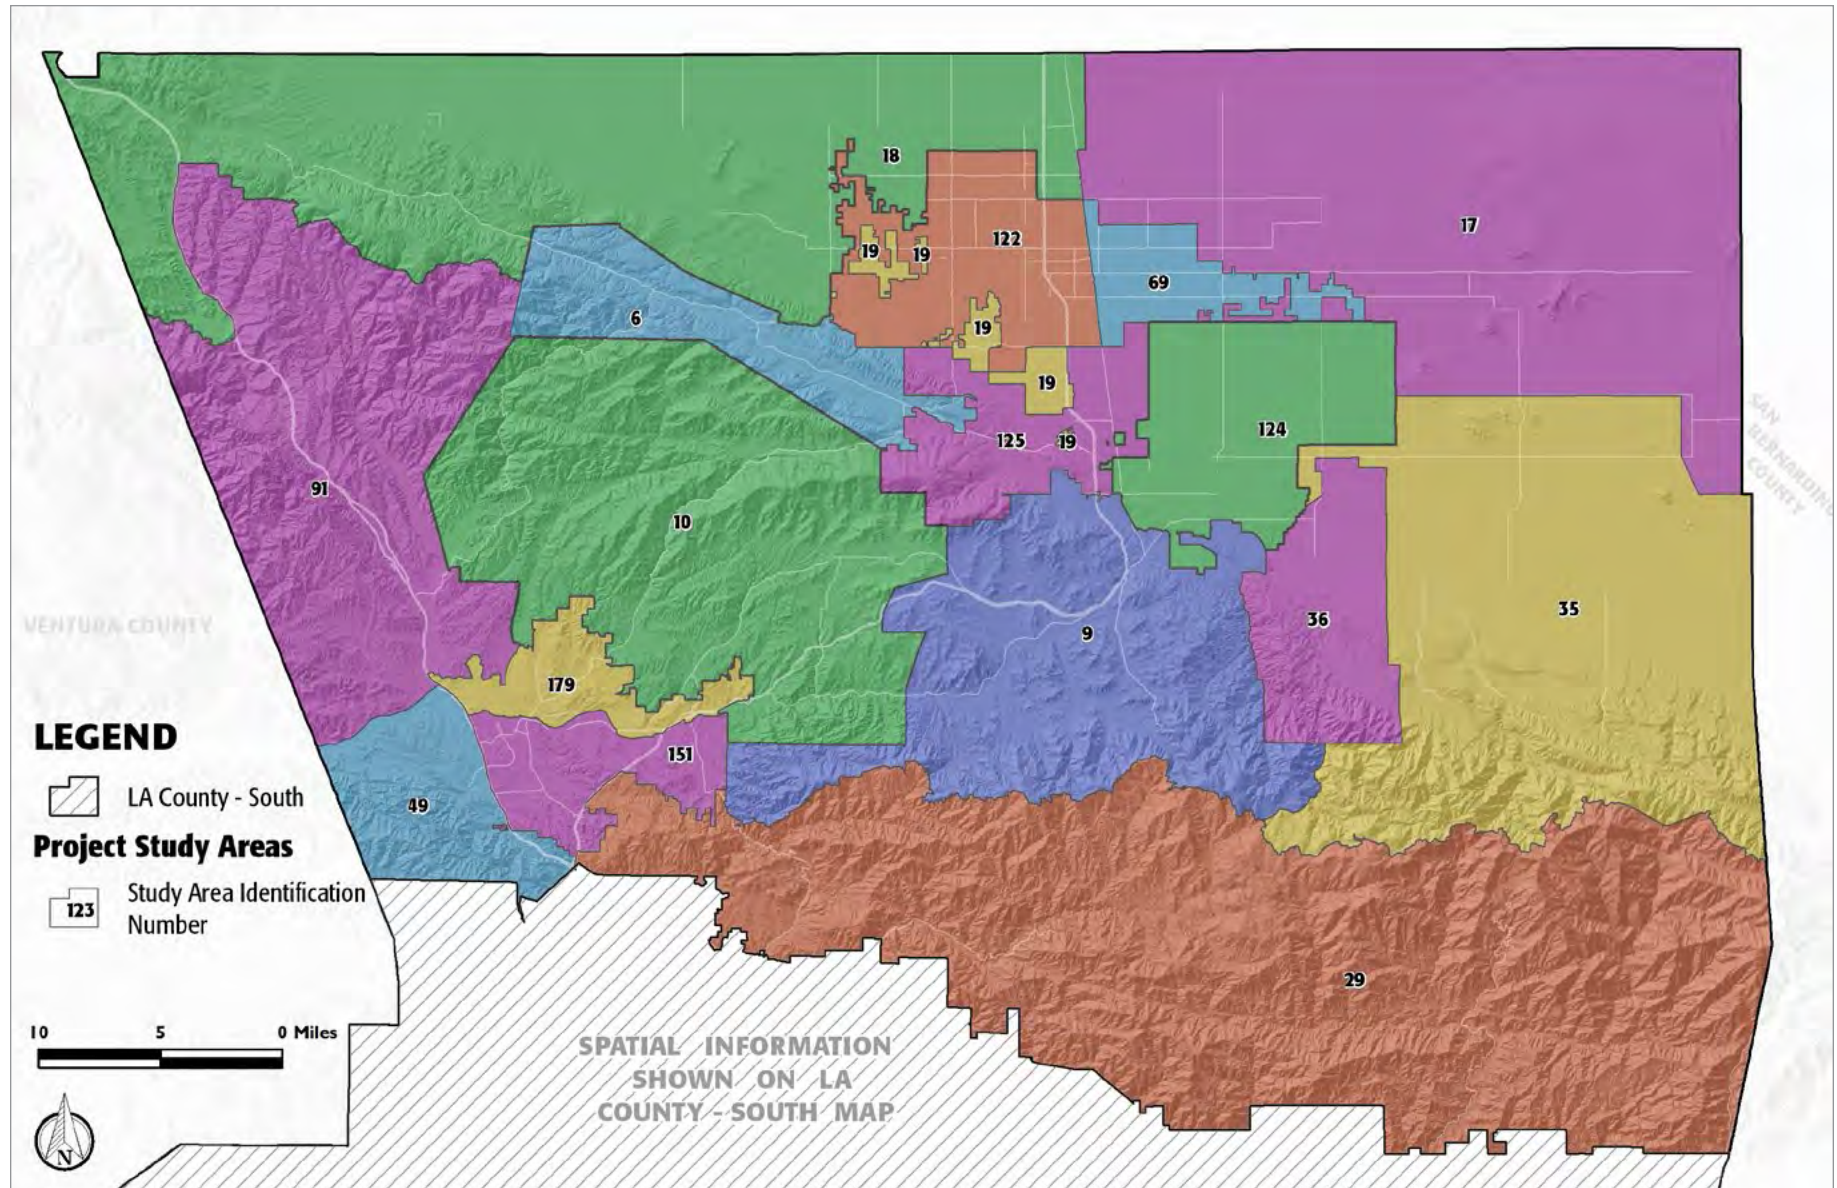 18
17
19
19
122
69
6
19
19
SAN
BERNARDINO
COUNTY
124
125
19
91
10
35
VENTURA COUNTY
36
9
179
LEGEND
151
LA County - South
49
Project Study Areas
123
Study Area Identification
Number
29
10 5 0 Miles
SPATIAL INFORMATION
SHOWN ON LA
COUNTY - SOUTH MAP
N